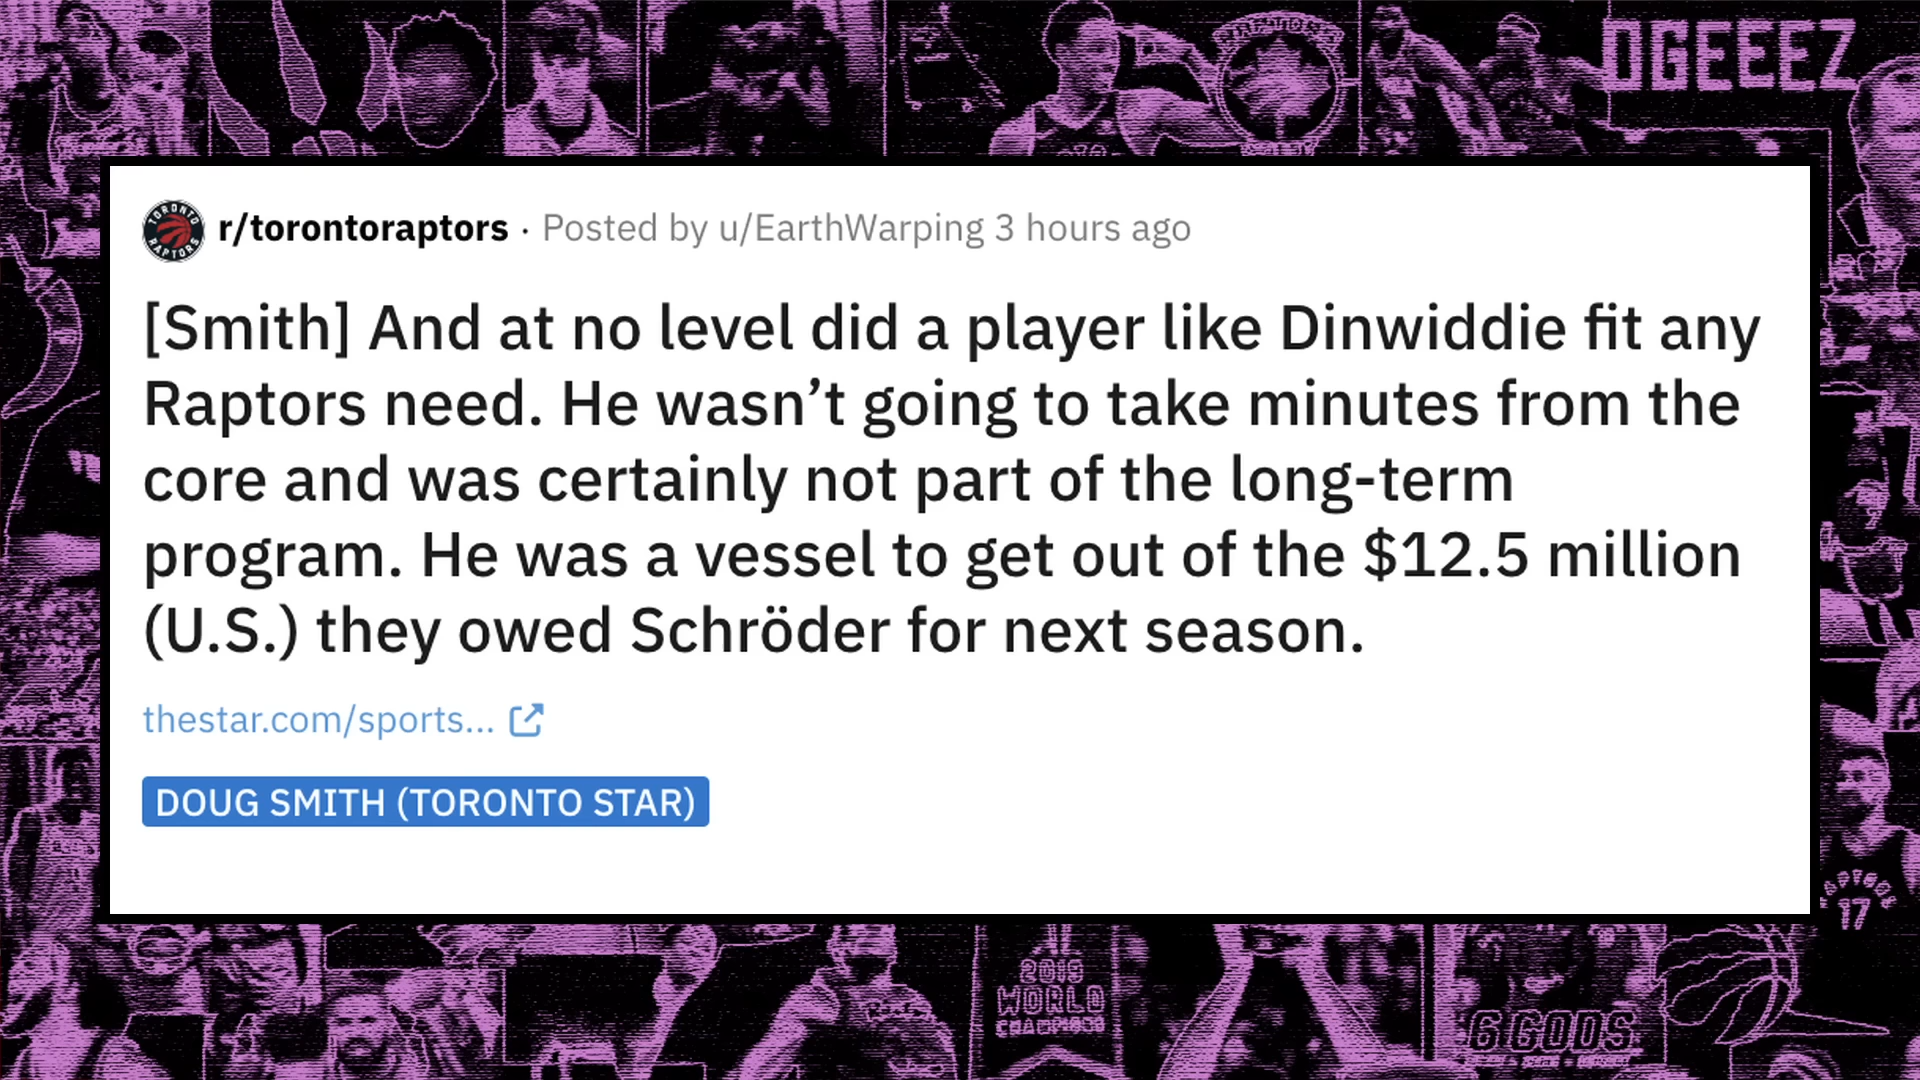 DGEEEZ
r/torontoraptors · Posted by u/EarthWarping 3 hours ago
[Smith] And at no level did a player like Dinwiddie fit any
Raptors need. He wasn’t going to take minutes from the
core and was certainly not part of the long-term
program. He was a vessel to get out of the $12.5 million
(U.S.) they owed Schröder for next season.
thestar.com/sports...
DOUG SMITH (TORONTO STAR)
17
2019
WORLD
CHAMPIONS
6 GODS